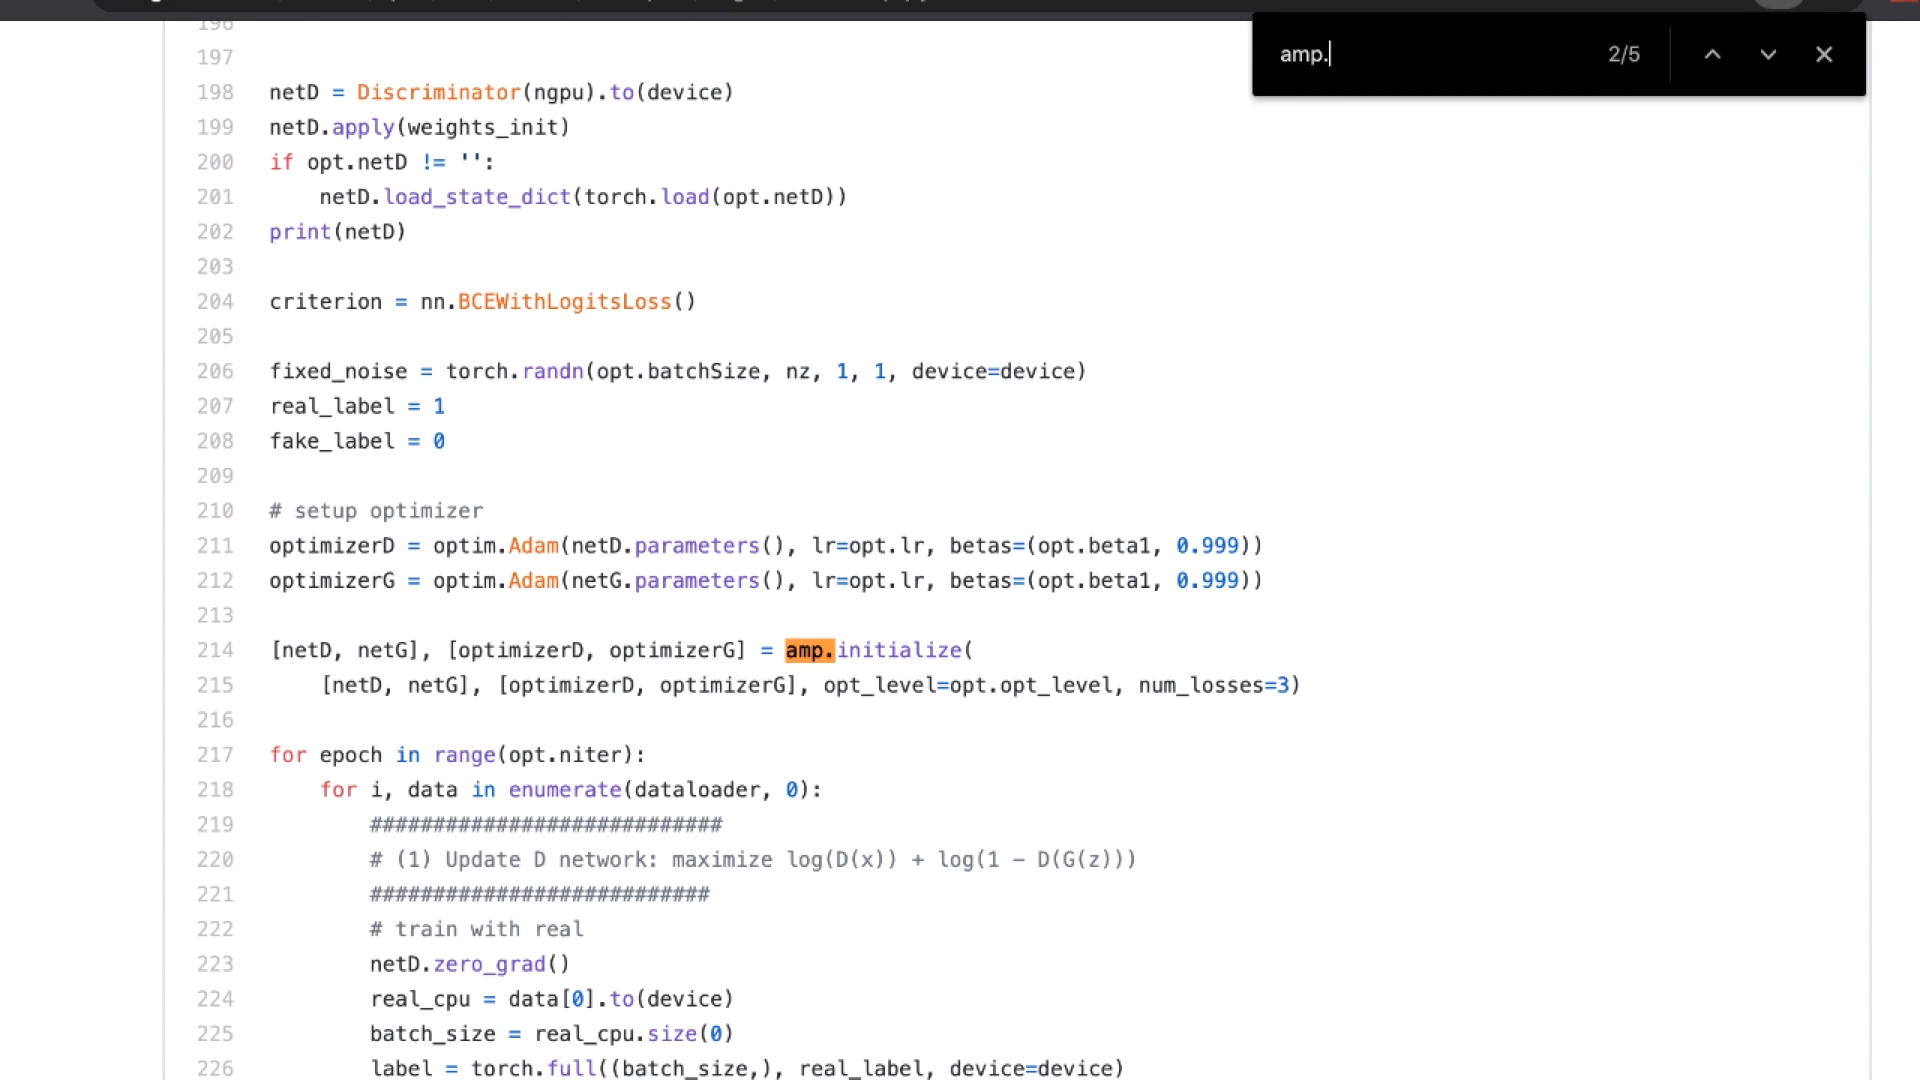 amp. 2/5
196
197
198 netD = Discriminator(ngpu).to(device)
199 netD.apply(weights_init)
200 if opt.netD != '':
201     netD.load_state_dict(torch.load(opt.netD))
202 print(netD)
203
204 criterion = nn.BCEWithLogitsLoss()
205
206 fixed_noise = torch.randn(opt.batchSize, nz, 1, 1, device=device)
207 real_label = 1
208 fake_label = 0
209
210 # setup optimizer
211 optimizerD = optim.Adam(netD.parameters(), lr=opt.lr, betas=(opt.beta1, 0.999))
212 optimizerG = optim.Adam(netG.parameters(), lr=opt.lr, betas=(opt.beta1, 0.999))
213
214 [netD, netG], [optimizerD, optimizerG] = amp.initialize(
215     [netD, netG], [optimizerD, optimizerG], opt_level=opt.opt_level, num_losses=3)
216
217 for epoch in range(opt.niter):
218     for i, data in enumerate(dataloader, 0):
219         ############################
220         # (1) Update D network: maximize log(D(x)) + log(1 - D(G(z)))
221         ###########################
222         # train with real
223         netD.zero_grad()
224         real_cpu = data[0].to(device)
225         batch_size = real_cpu.size(0)
226         label = torch.full((batch_size,), real_label, device=device)